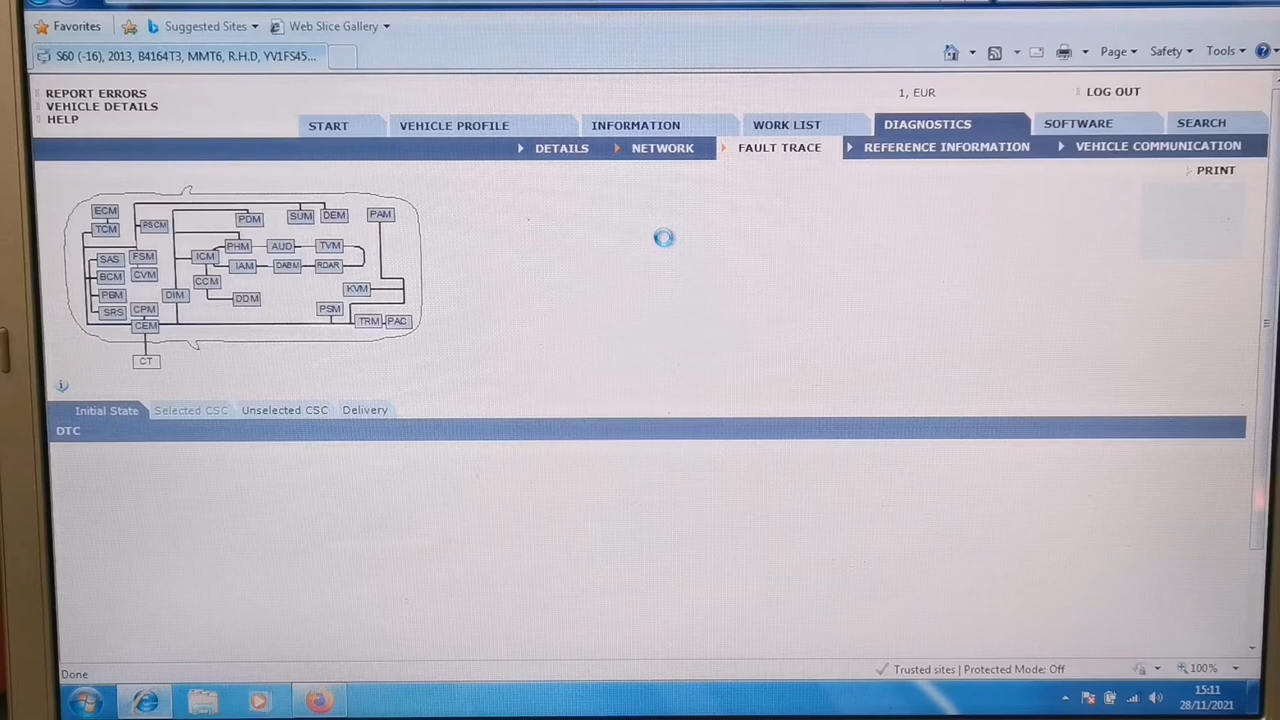 Favorites
Suggested Sites
Web Slice Gallery
S60 (-16), 2013, B4164T3, MMT6, R.H.D, YV1FS45...
Page
Safety
Tools
REPORT ERRORS
VEHICLE DETAILS
HELP
1, EUR
LOG OUT
START
VEHICLE PROFILE
INFORMATION
WORK LIST
DIAGNOSTICS
SOFTWARE
SEARCH
DETAILS
NETWORK
FAULT TRACE
REFERENCE INFORMATION
VEHICLE COMMUNICATION
PRINT
ECM
TCM
PSCM
PDM
SUM
DEM
PAM
SAS
FSM
ICM
PHM
AUD
TVM
IAM
DABM
RDAR
BCM
CVM
CCM
KVM
PBM
DIM
DDM
SRS
CPM
PSM
CEM
TRM
PAC
CT
Initial State
Selected CSC
Unselected CSC
Delivery
DTC
Done
Trusted sites | Protected Mode: Off
100%
15:11
28/11/2021